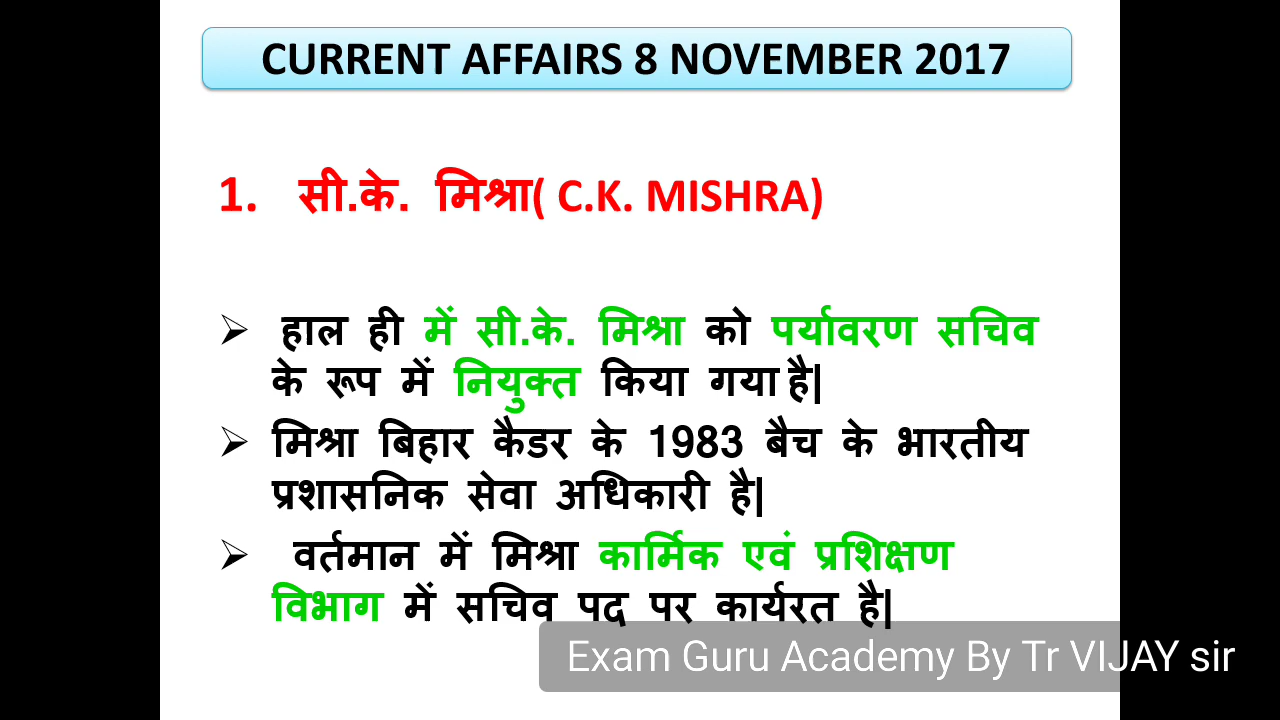 CURRENT AFFAIRS 8 NOVEMBER 2017
1. सी.के. मिश्रा( C.K. MISHRA)
➢ हाल ही में सी.के. मिश्रा को पर्यावरण सचिव
के रूप में नियुक्त किया गया है|
➢ मिश्रा बिहार कैडर के 1983 बैच के भारतीय
प्रशासनिक सेवा अधिकारी है|
➢ वर्तमान में मिश्रा कार्मिक एवं प्रशिक्षण
विभाग में सचिव पद पर कार्यरत है|
Exam Guru Academy By Tr VIJAY sir